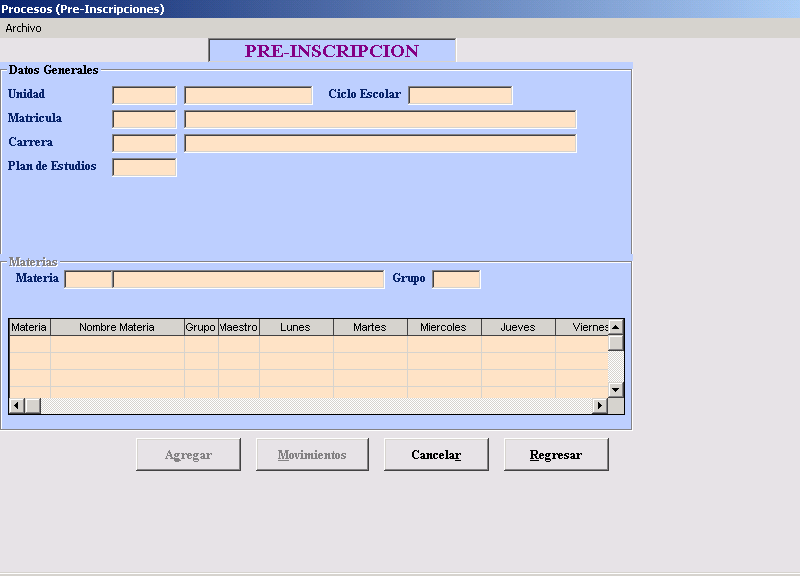 Procesos (Pre-Inscripciones)
Archivo
PRE-INSCRIPCION
Datos Generales
Unidad Ciclo Escolar
Matricula
Carrera
Plan de Estudios
Materias
Materia Grupo
Materia Nombre Materia Grupo Maestro Lunes Martes Miercoles Jueves Viernes
Agregar Movimientos Cancelar Regresar